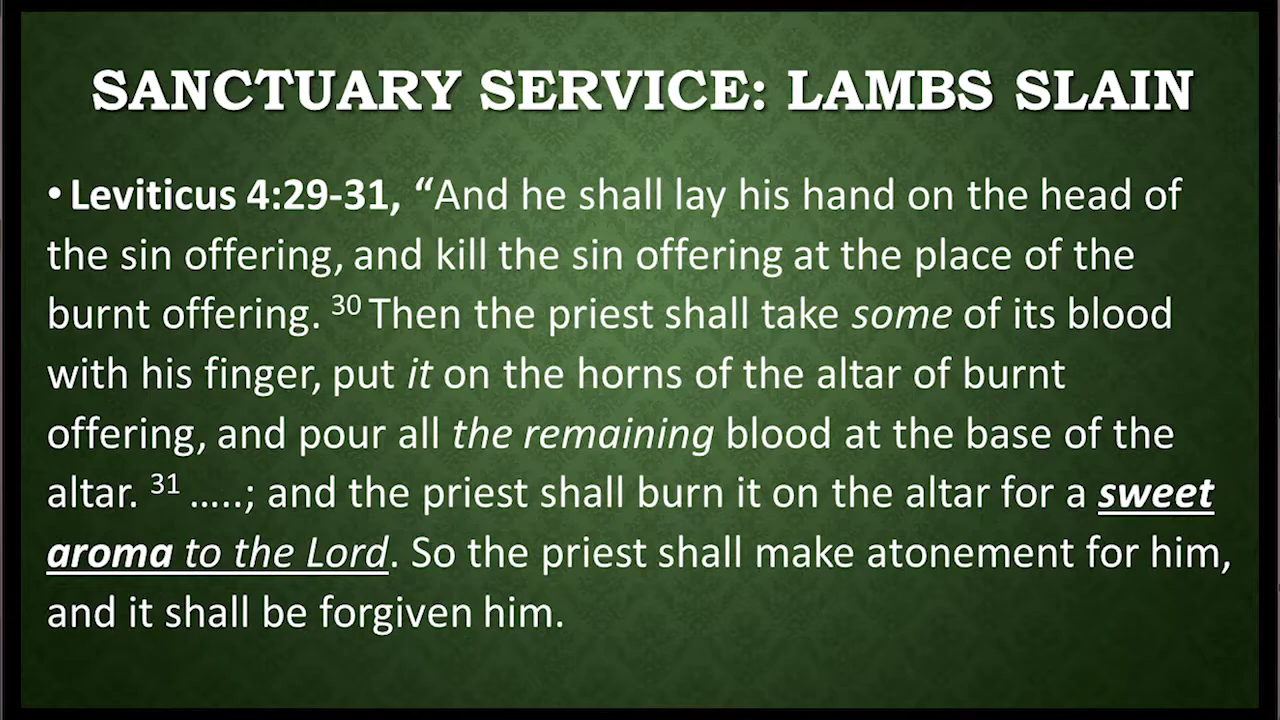 SANCTUARY SERVICE: LAMBS SLAIN
• Leviticus 4:29-31, “And he shall lay his hand on the head of
the sin offering, and kill the sin offering at the place of the
burnt offering. 30 Then the priest shall take some of its blood
with his finger, put it on the horns of the altar of burnt
offering, and pour all the remaining blood at the base of the
altar. 31 …..; and the priest shall burn it on the altar for a sweet
aroma to the Lord. So the priest shall make atonement for him,
and it shall be forgiven him.